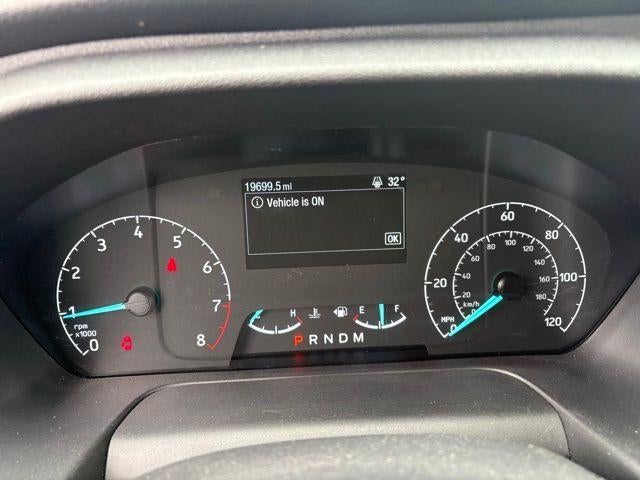 19699.5 mi 32°
Vehicle is ON
OK
0 1 2 3 4 5 6 7 8
rpm
x1000
H E F
P R N D M
0 20 40 60 80 100 120
MPH
0 20 40 60 80 100 120 140 160 180
km/h